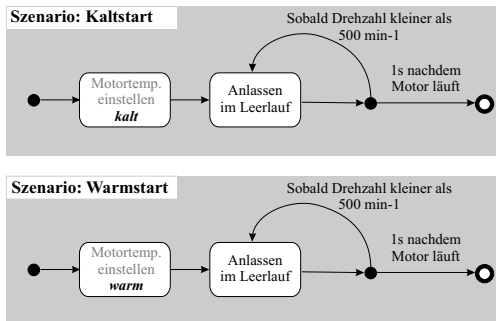 Szenario: Kaltstart
Sobald Drehzahl kleiner als
500 min-1
Motortemp.
einstellen
kalt
Anlassen
im Leerlauf
1s nachdem
Motor läuft
Szenario: Warmstart
Sobald Drehzahl kleiner als
500 min-1
Motortemp.
einstellen
warm
Anlassen
im Leerlauf
1s nachdem
Motor läuft